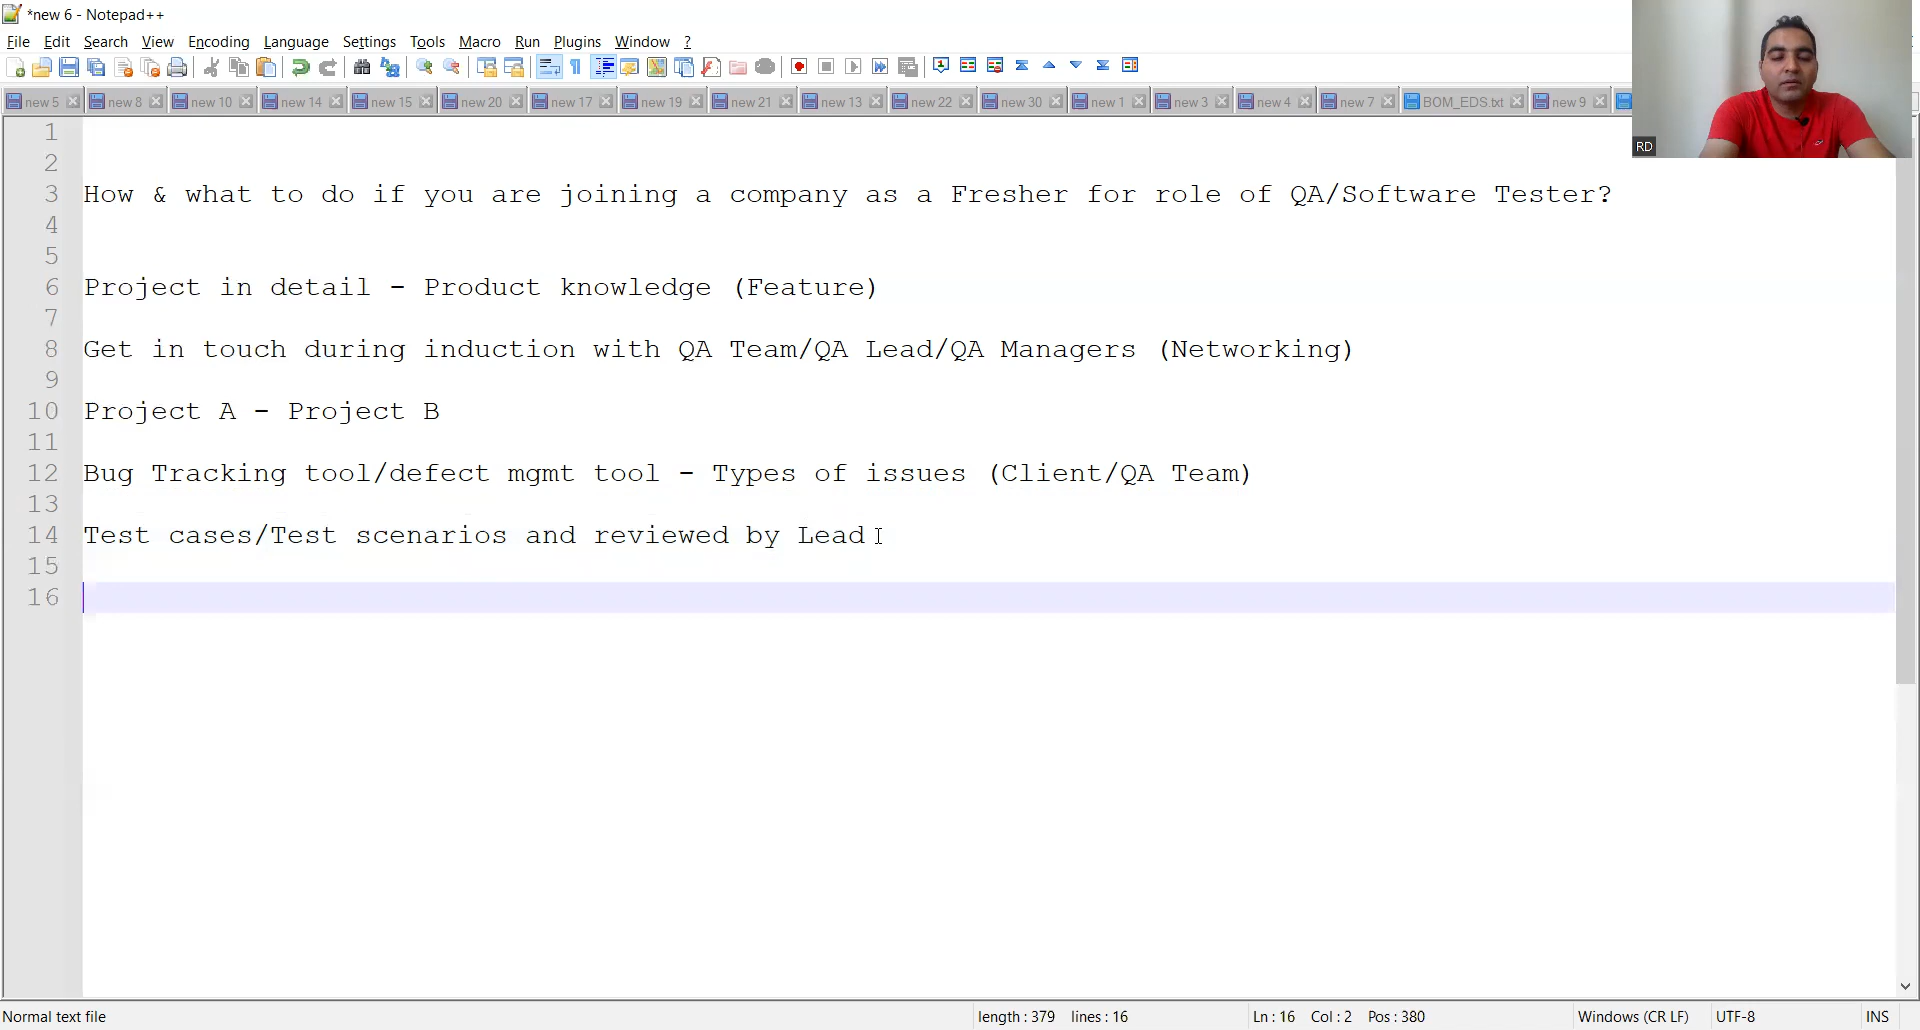 *new 6 - Notepad++
File Edit Search View Encoding Language Settings Tools Macro Run Plugins Window ?
new 5 new 8 new 10 new 14 new 15 new 20 new 17 new 19 new 21 new 13 new 22 new 30 new 1 new 3 new 4 new 7 BOM_EDS.txt new 9
RD
1
2
3 How & what to do if you are joining a company as a Fresher for role of QA/Software Tester?
4
5
6 Project in detail - Product knowledge (Feature)
7
8 Get in touch during induction with QA Team/QA Lead/QA Managers (Networking)
9
10 Project A - Project B
11
12 Bug Tracking tool/defect mgmt tool - Types of issues (Client/QA Team)
13
14 Test cases/Test scenarios and reviewed by Lead
15
16
Normal text file length : 379 lines : 16 Ln : 16 Col : 2 Pos : 380 Windows (CR LF) UTF-8 INS